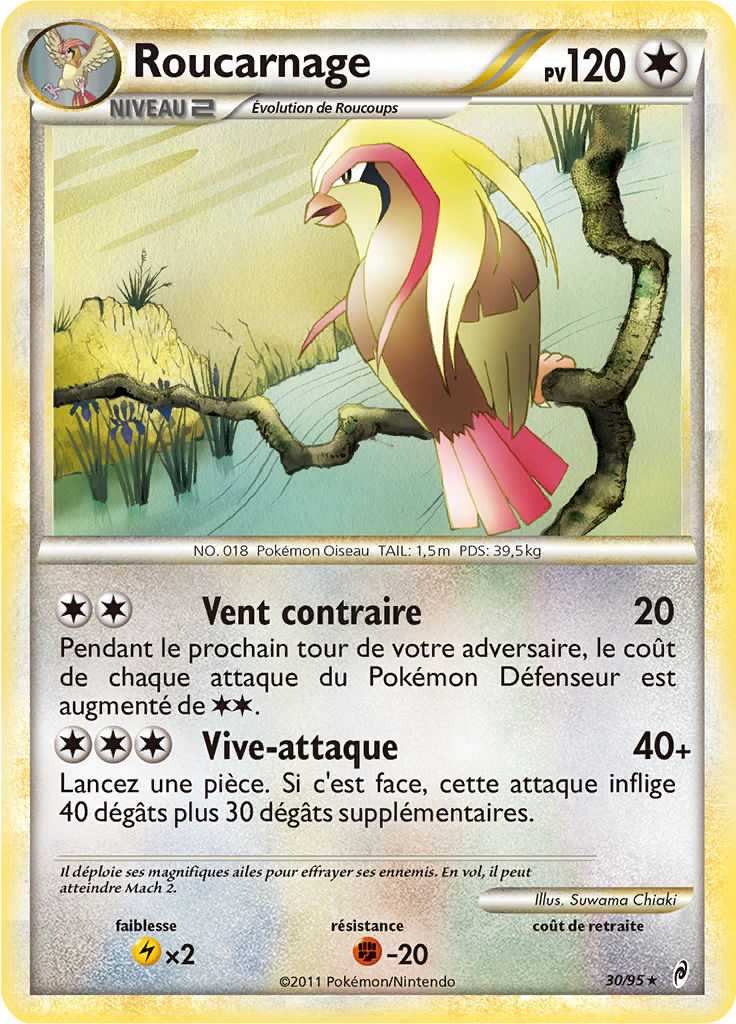 Roucarnage
PV120
NIVEAU 2
Évolution de Roucoups
NO. 018 Pokémon Oiseau TAIL: 1,5m PDS: 39,5kg
Vent contraire 20
Pendant le prochain tour de votre adversaire, le coût
de chaque attaque du Pokémon Défenseur est
augmenté de ✶✶.
Vive-attaque 40+
Lancez une pièce. Si c'est face, cette attaque inflige
40 dégâts plus 30 dégâts supplémentaires.
Il déploie ses magnifiques ailes pour effrayer ses ennemis. En vol, il peut
atteindre Mach 2.
Illus. Suwama Chiaki
faiblesse résistance coût de retraite
×2 -20
©2011 Pokémon/Nintendo
30/95 ★